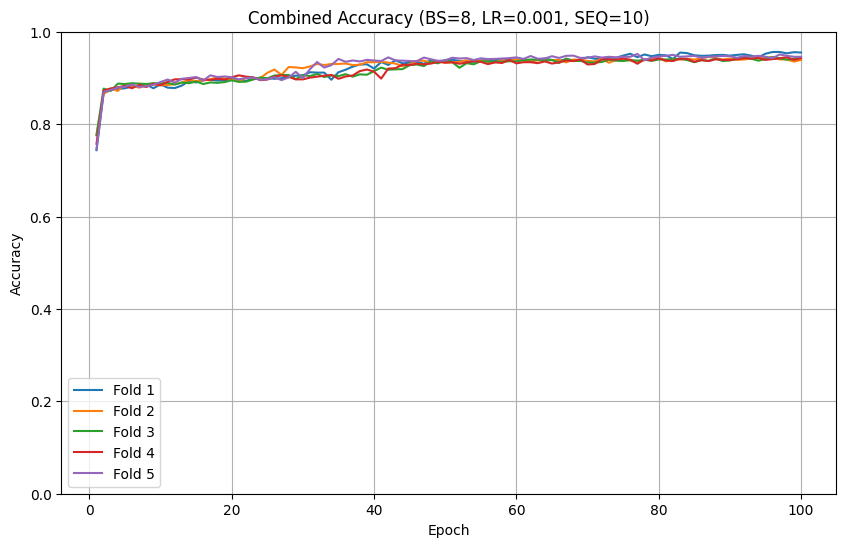 Combined Accuracy (BS=8, LR=0.001, SEQ=10)
1.0
0.8
0.6
0.4
0.2
0.0
Accuracy
Fold 1
Fold 2
Fold 3
Fold 4
Fold 5
0 20 40 60 80 100
Epoch